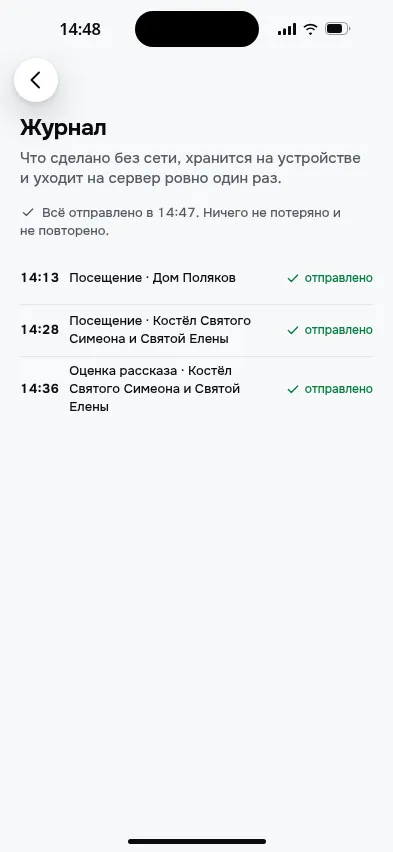 14:48
Журнал
Что сделано без сети, хранится на устройстве
и уходит на сервер ровно один раз.
Всё отправлено в 14:47. Ничего не потеряно и
не повторено.
14:13 Посещение · Дом Поляков отправлено
14:28 Посещение · Костёл Святого
Симеона и Святой Елены отправлено
14:36 Оценка рассказа · Костёл
Святого Симеона и Святой отправлено
Елены